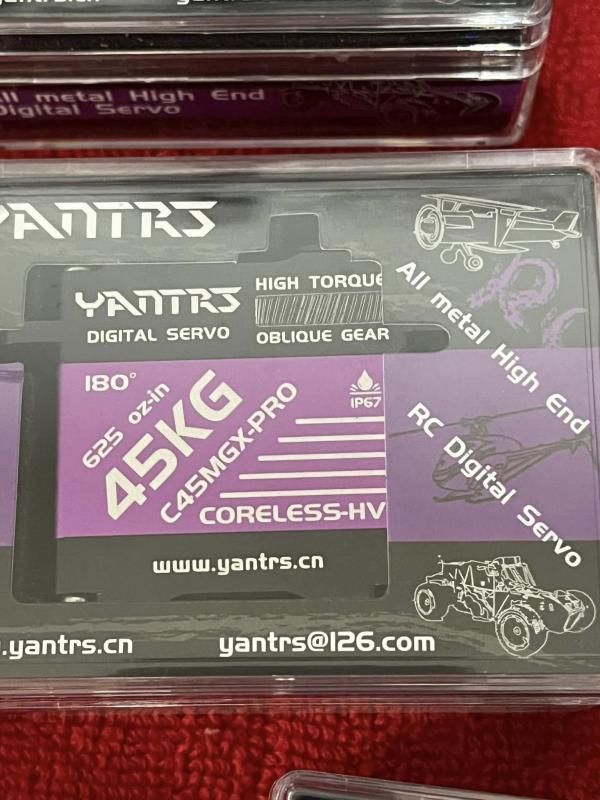 All metal High End
Digital Servo
YANTRS
YANTRS
DIGITAL SERVO
HIGH TORQUE
OBLIQUE GEAR
180°
625 oz-in
45KG
C45MGX-PRO
IP67
CORELESS-HV
www.yantrs.cn
All metal High End
RC Digital Servo
Rc
.yantrs.cn
yantrs@126.com